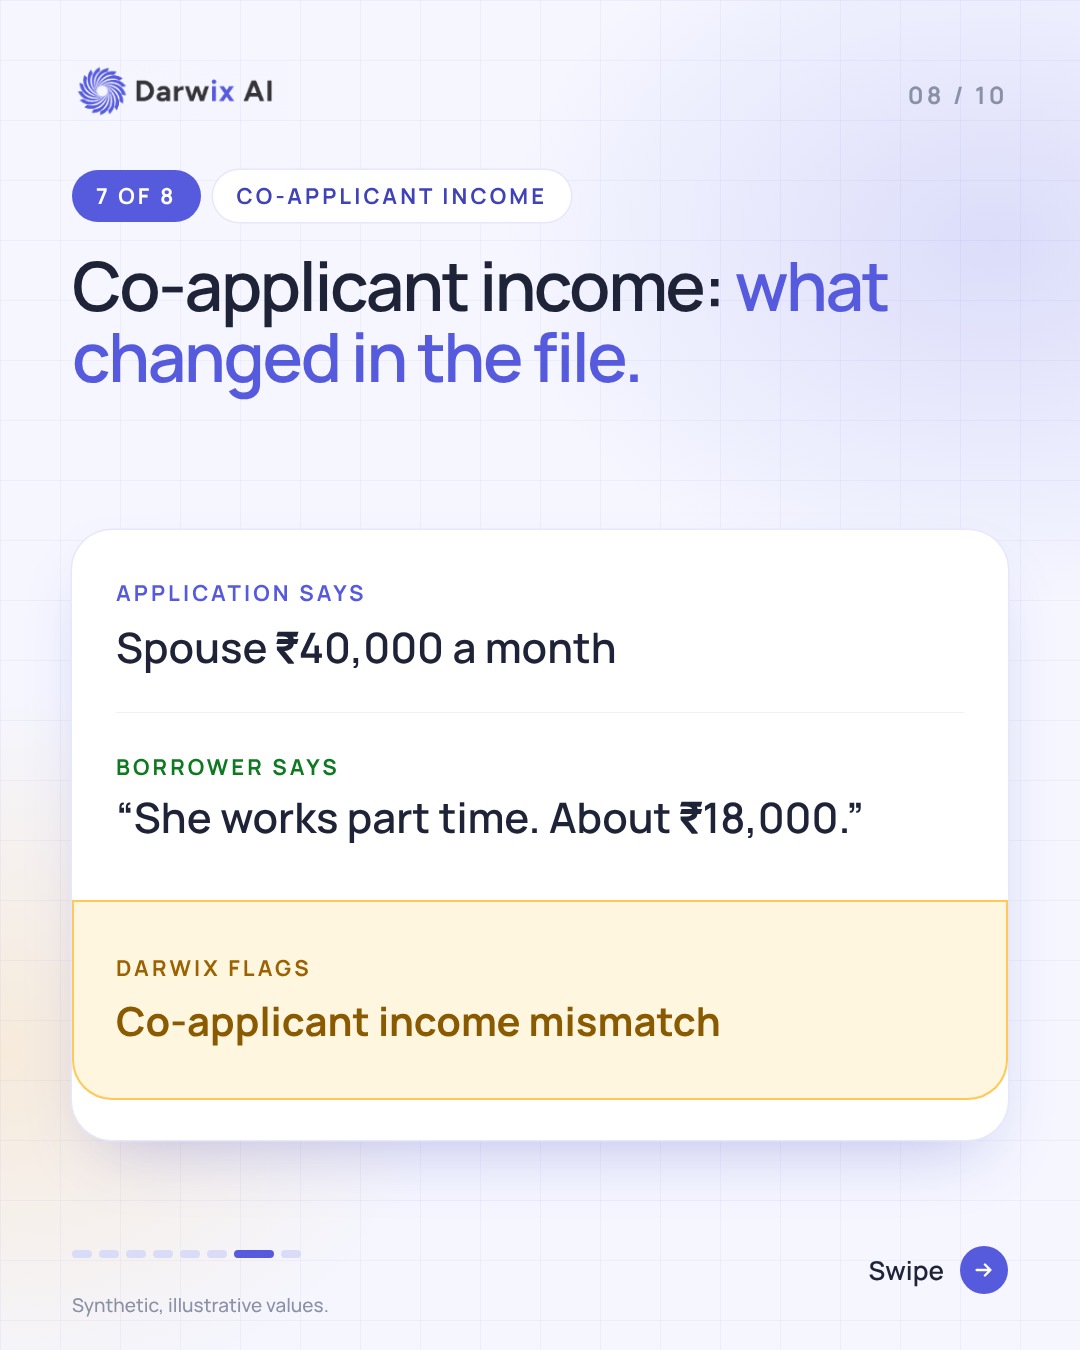 Darwix AI
08 / 10
7 OF 8
CO-APPLICANT INCOME
Co-applicant income: what
changed in the file.
APPLICATION SAYS
Spouse ₹40,000 a month
BORROWER SAYS
“She works part time. About ₹18,000.”
DARWIX FLAGS
Co-applicant income mismatch
Swipe
Synthetic, illustrative values.